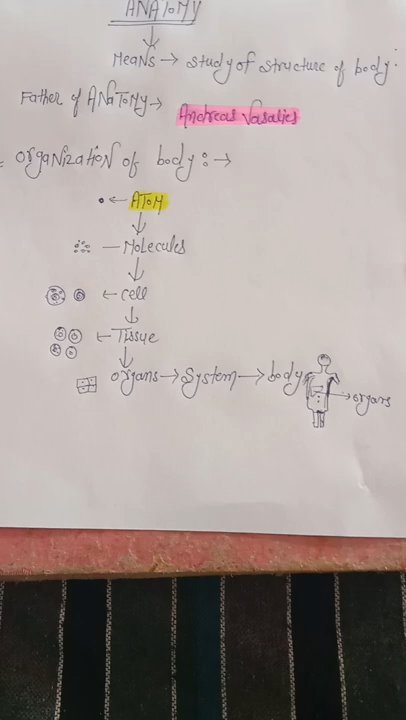 ANAToMY
MeaNs → study of structure of body:
Father of ANaToMy→ Andreas Vasalies
= OrgaNization of body : →
← ATOM
— Molecules
← cell
← Tissue
Organs → System → body
→ organs